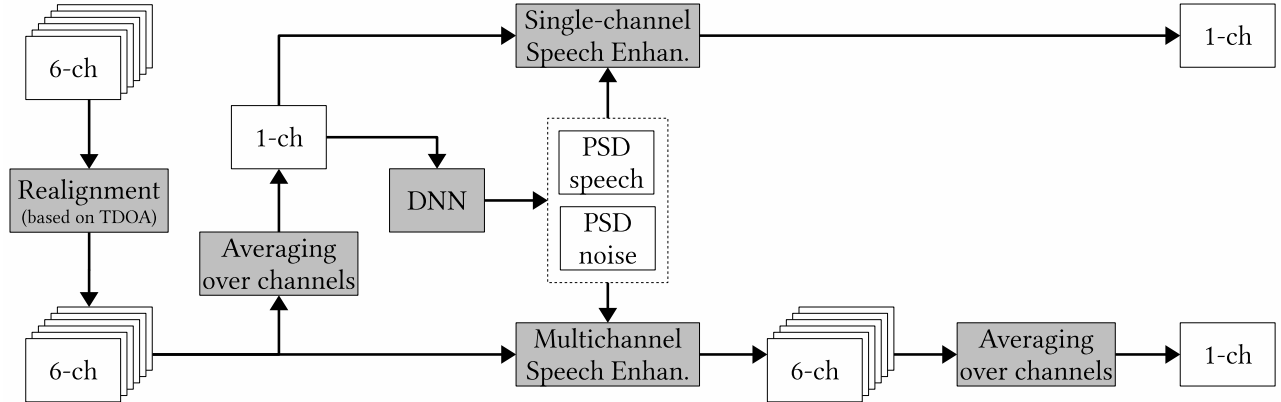 6-ch
Realignment
(based on TDOA)
6-ch
Averaging
over channels
1-ch
DNN
Single-channel
Speech Enhan.
PSD
speech
PSD
noise
Multichannel
Speech Enhan.
6-ch
Averaging
over channels
1-ch
1-ch